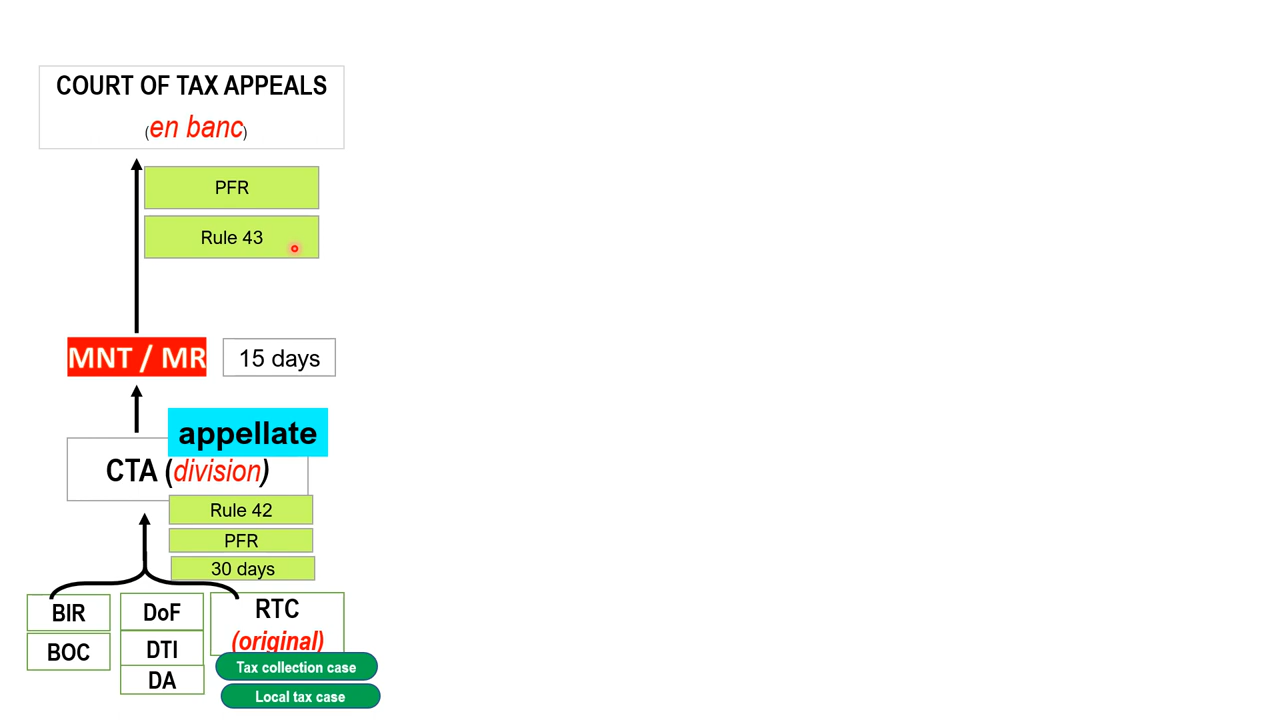 COURT OF TAX APPEALS
(en banc)
PFR
Rule 43
MNT / MR
15 days
appellate
CTA (division)
Rule 42
PFR
30 days
BIR
DoF
RTC
(original)
BOC
DTI
Tax collection case
DA
Local tax case